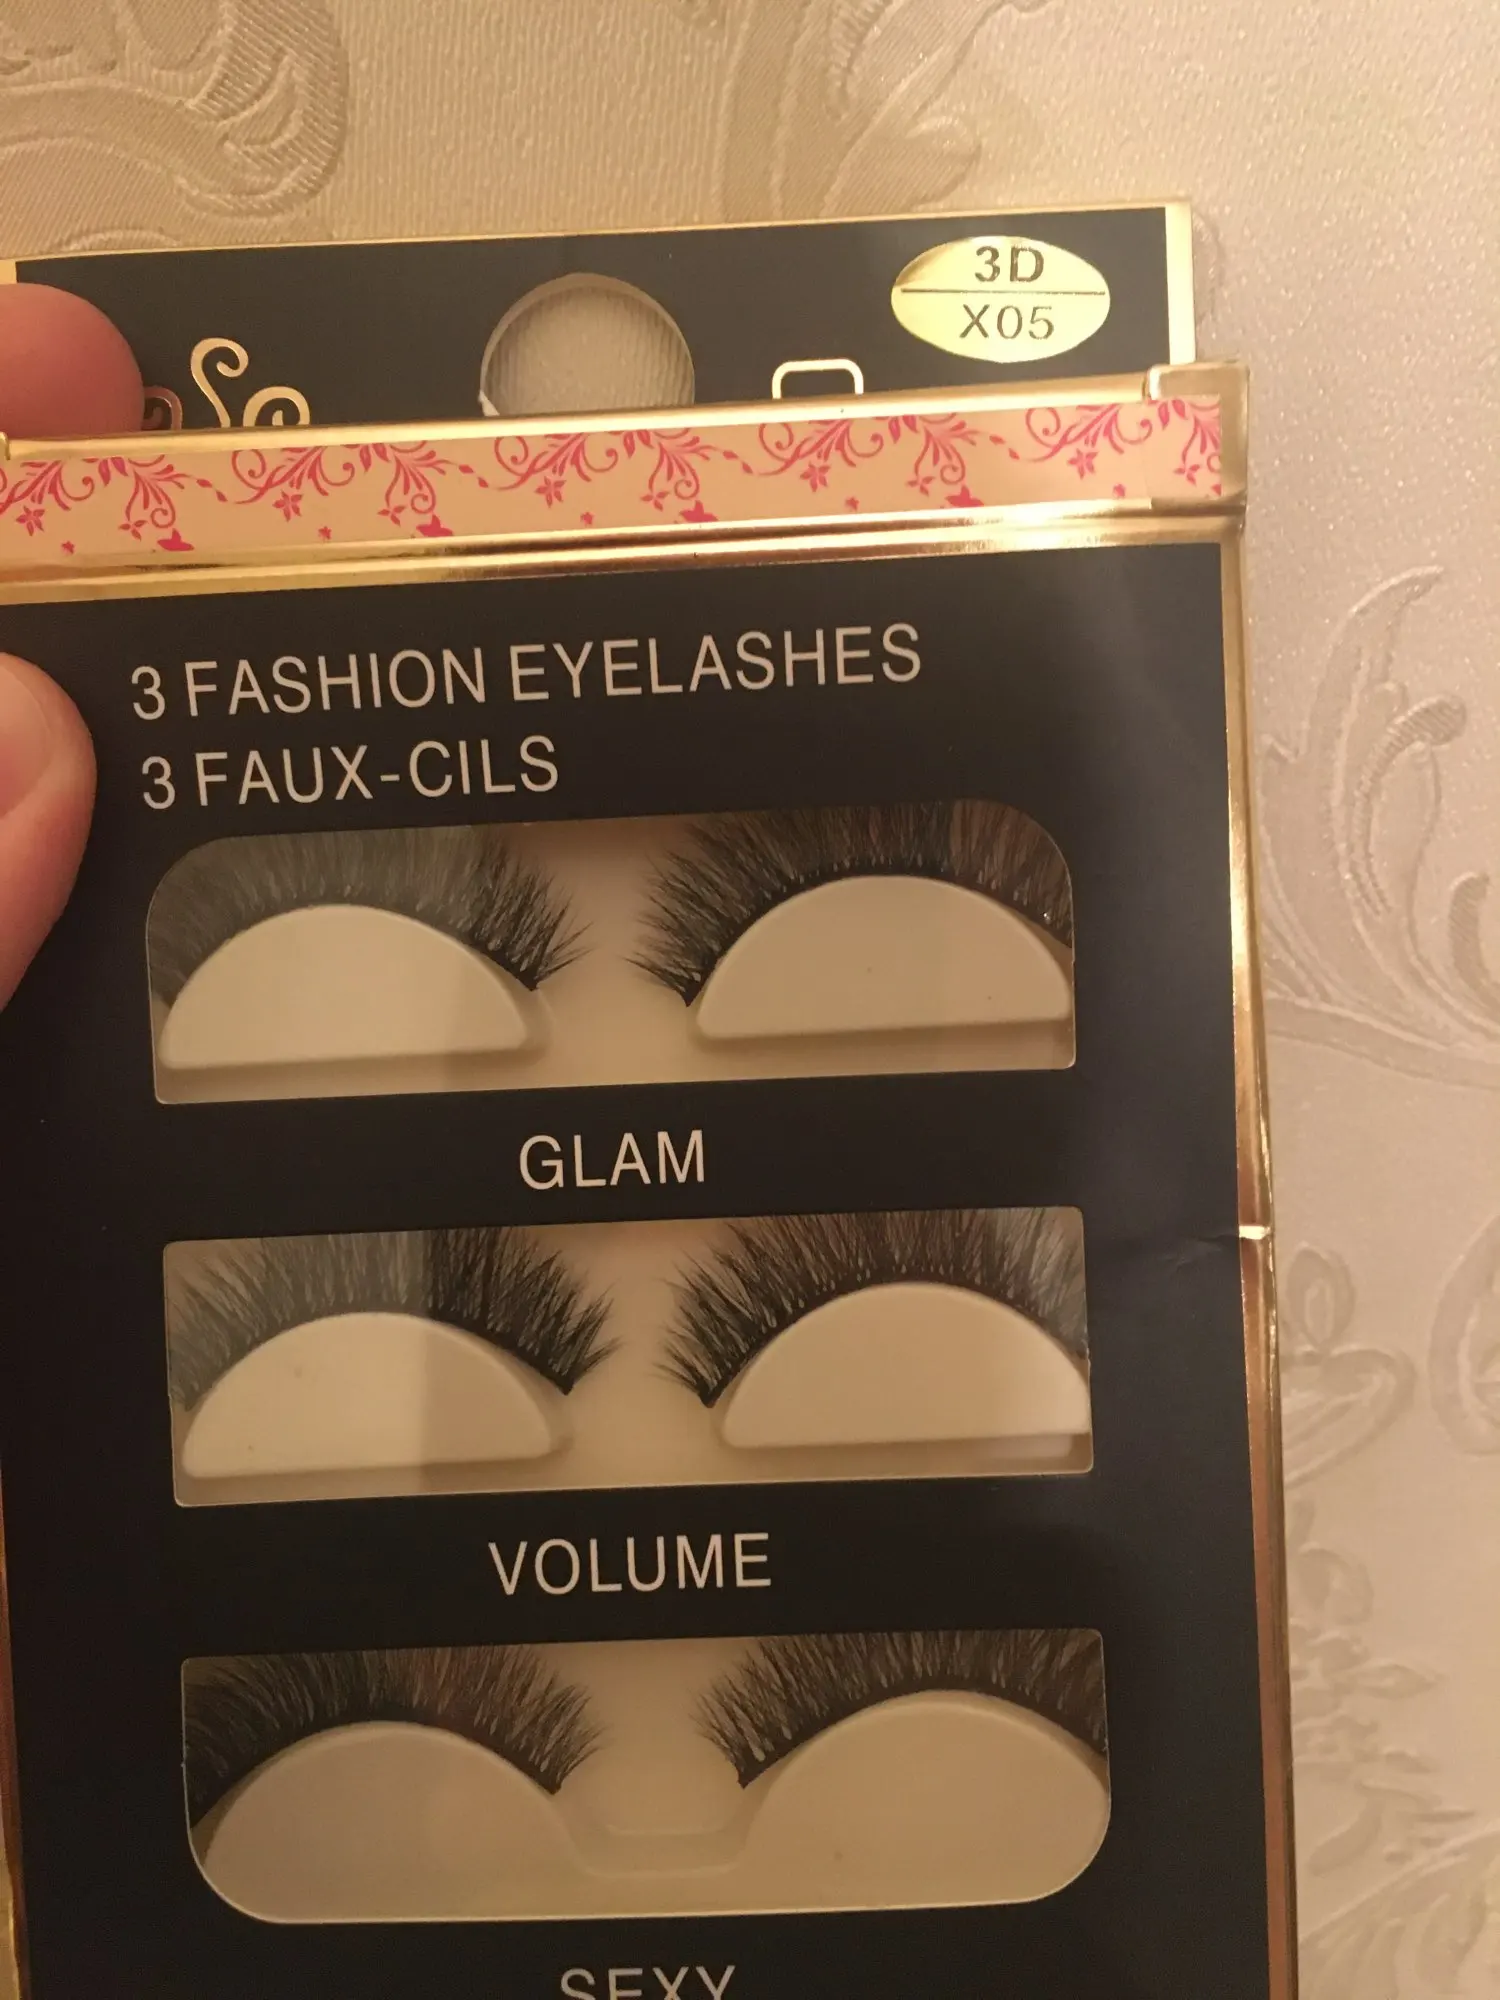 3D
X05
3 FASHION EYELASHES
3 FAUX-CILS
GLAM
VOLUME
SEXY